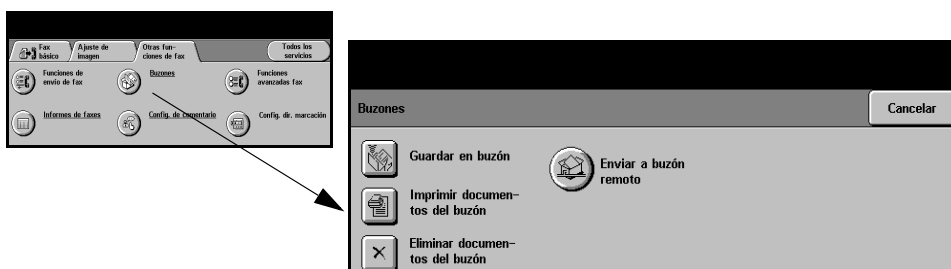 Fax
básico
Ajuste de
imagen
Otras fun-
ciones de fax
Todos los
servicios
Funciones de
envío de fax
Buzones
Funciones
avanzadas fax
Informes de faxes
Config. de comentario
Config. dir. marcación
Buzones
Cancelar
Guardar en buzón
Enviar a buzón
remoto
Imprimir documen-
tos del buzón
Eliminar documen-
tos del buzón